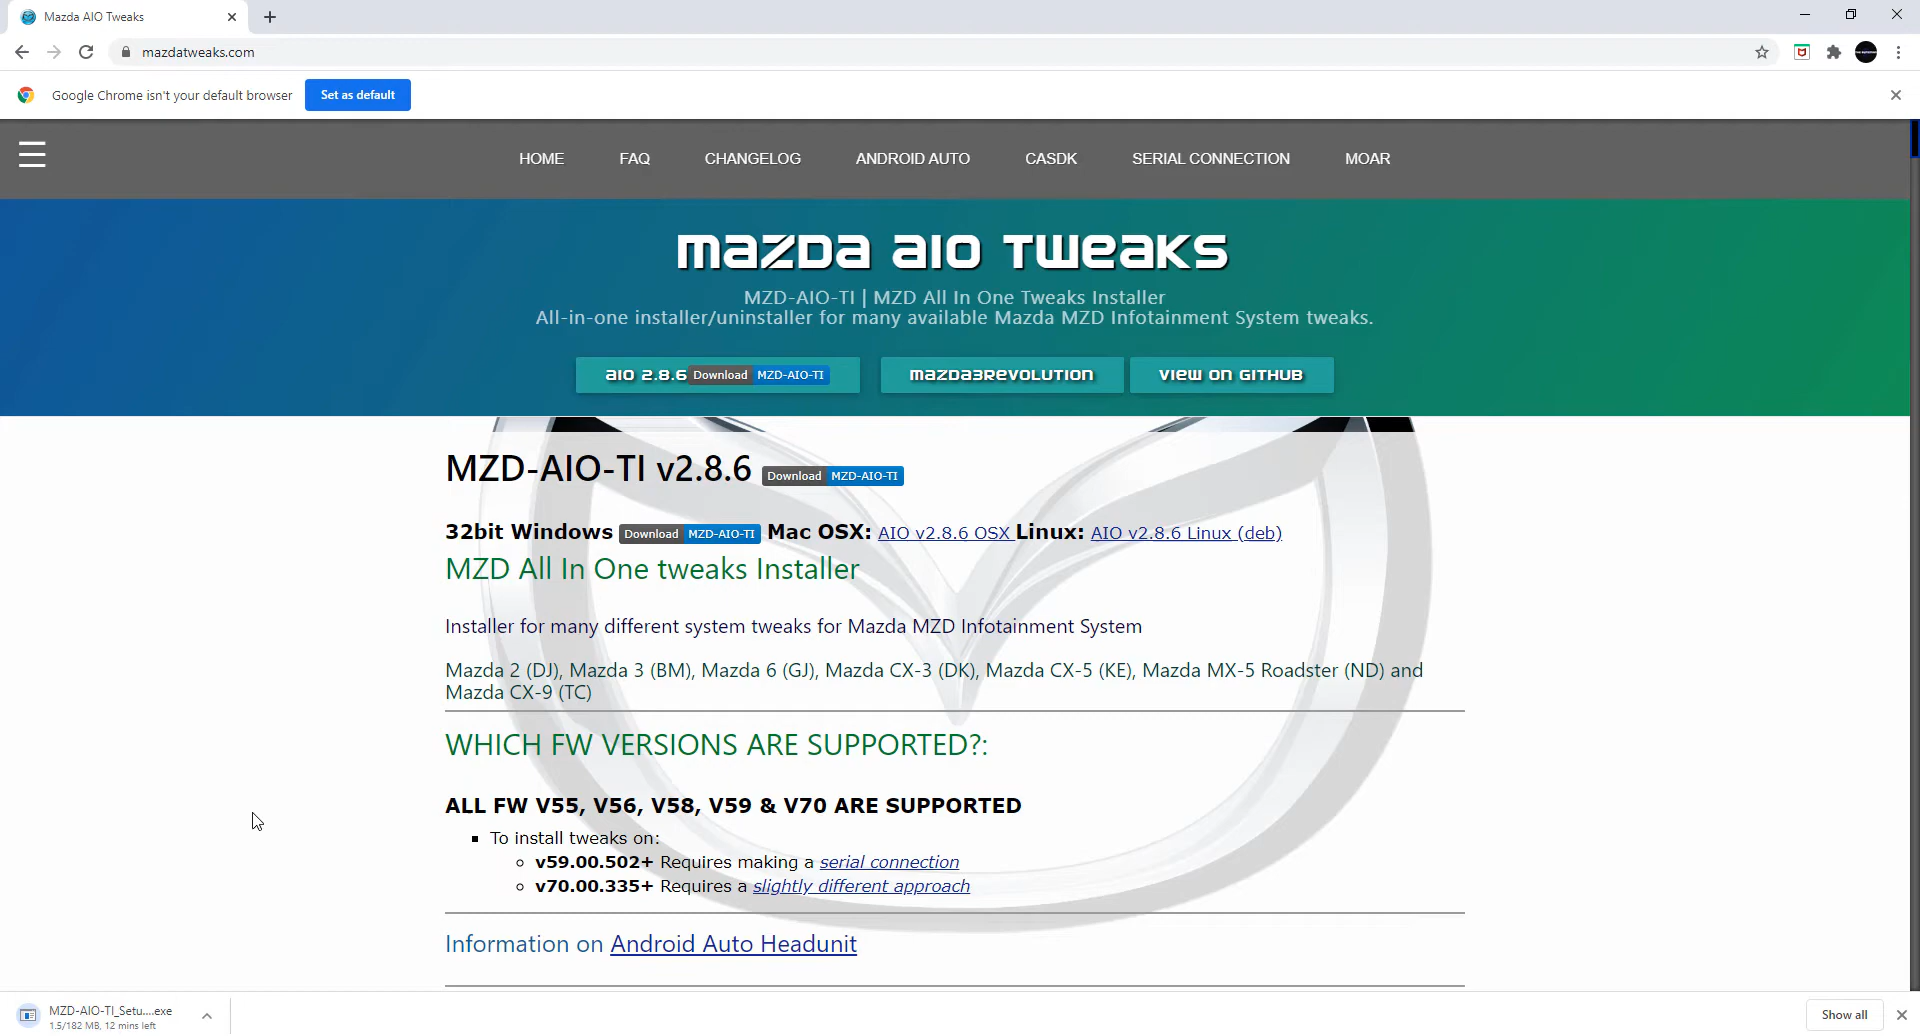 Mazda AIO Tweaks
mazdatweaks.com
Google Chrome isn't your default browser
Set as default
HOME
FAQ
CHANGELOG
ANDROID AUTO
CASDK
SERIAL CONNECTION
MOAR
mazda aio Tweaks
MZD-AIO-TI | MZD All In One Tweaks Installer
All-in-one installer/uninstaller for many available Mazda MZD Infotainment System tweaks.
aio 2.8.6 Download MZD-AIO-TI
mazda3revolution
view on github
MZD-AIO-TI v2.8.6 Download MZD-AIO-TI
32bit Windows Download MZD-AIO-TI Mac OSX: AIO v2.8.6 OSX Linux: AIO v2.8.6 Linux (deb)
MZD All In One tweaks Installer
Installer for many different system tweaks for Mazda MZD Infotainment System
Mazda 2 (DJ), Mazda 3 (BM), Mazda 6 (GJ), Mazda CX-3 (DK), Mazda CX-5 (KE), Mazda MX-5 Roadster (ND) and
Mazda CX-9 (TC)
WHICH FW VERSIONS ARE SUPPORTED?:
ALL FW V55, V56, V58, V59 & V70 ARE SUPPORTED
To install tweaks on:
v59.00.502+ Requires making a serial connection
v70.00.335+ Requires a slightly different approach
Information on Android Auto Headunit
MZD-AIO-TI_Setu....exe
1.5/182 MB, 12 mins left
Show all